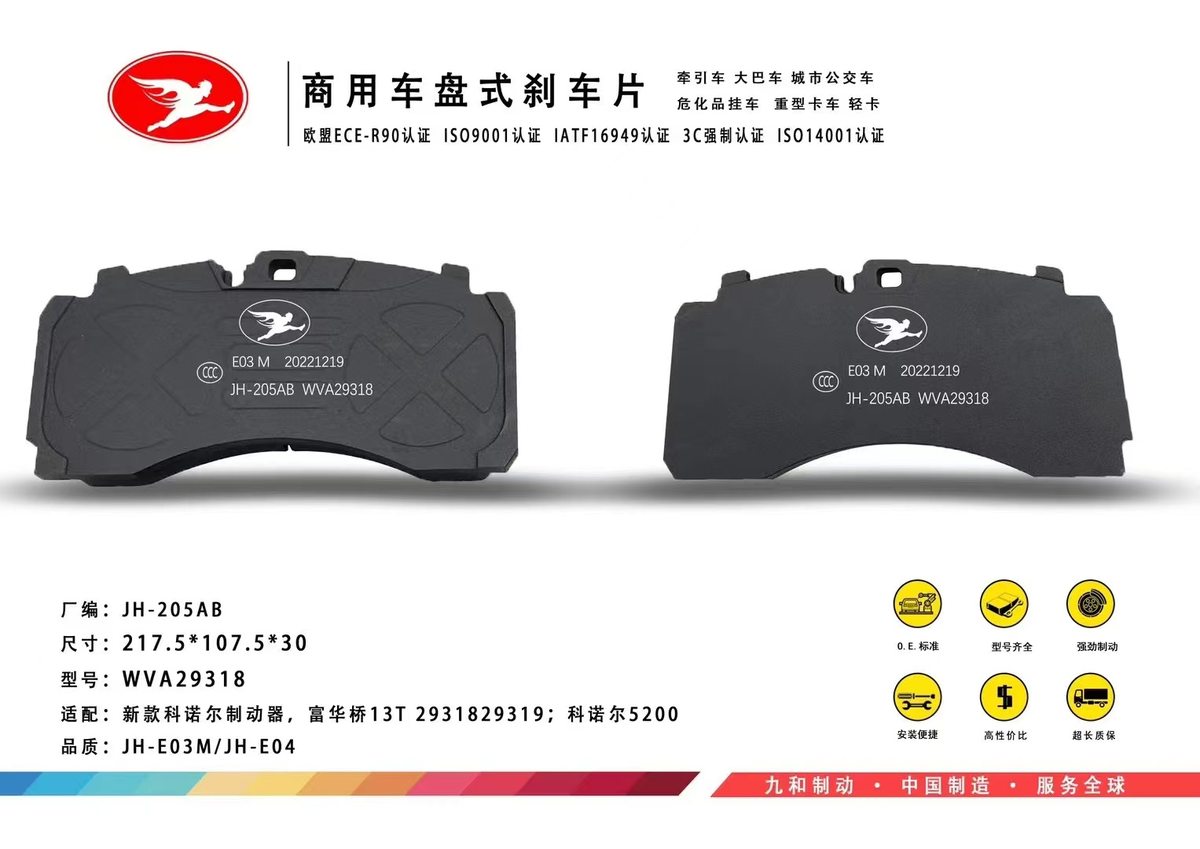 商用车盘式刹车片
牵引车 大巴车 城市公交车
危化品挂车 重型卡车 轻卡
欧盟ECE-R90认证 ISO9001认证 IATF16949认证 3C强制认证 ISO14001认证
CCC
E03 M 20221219
JH-205AB WVA29318
CCC
E03 M 20221219
JH-205AB WVA29318
厂编：JH-205AB
尺寸：217.5*107.5*30
型号：WVA29318
适配：新款科诺尔制动器，富华桥13T 2931829319；科诺尔5200
品质：JH-E03M/JH-E04
O.E.标准
型号齐全
强劲制动
安装便捷
高性价比
超长质保
九和制动 · 中国制造 · 服务全球